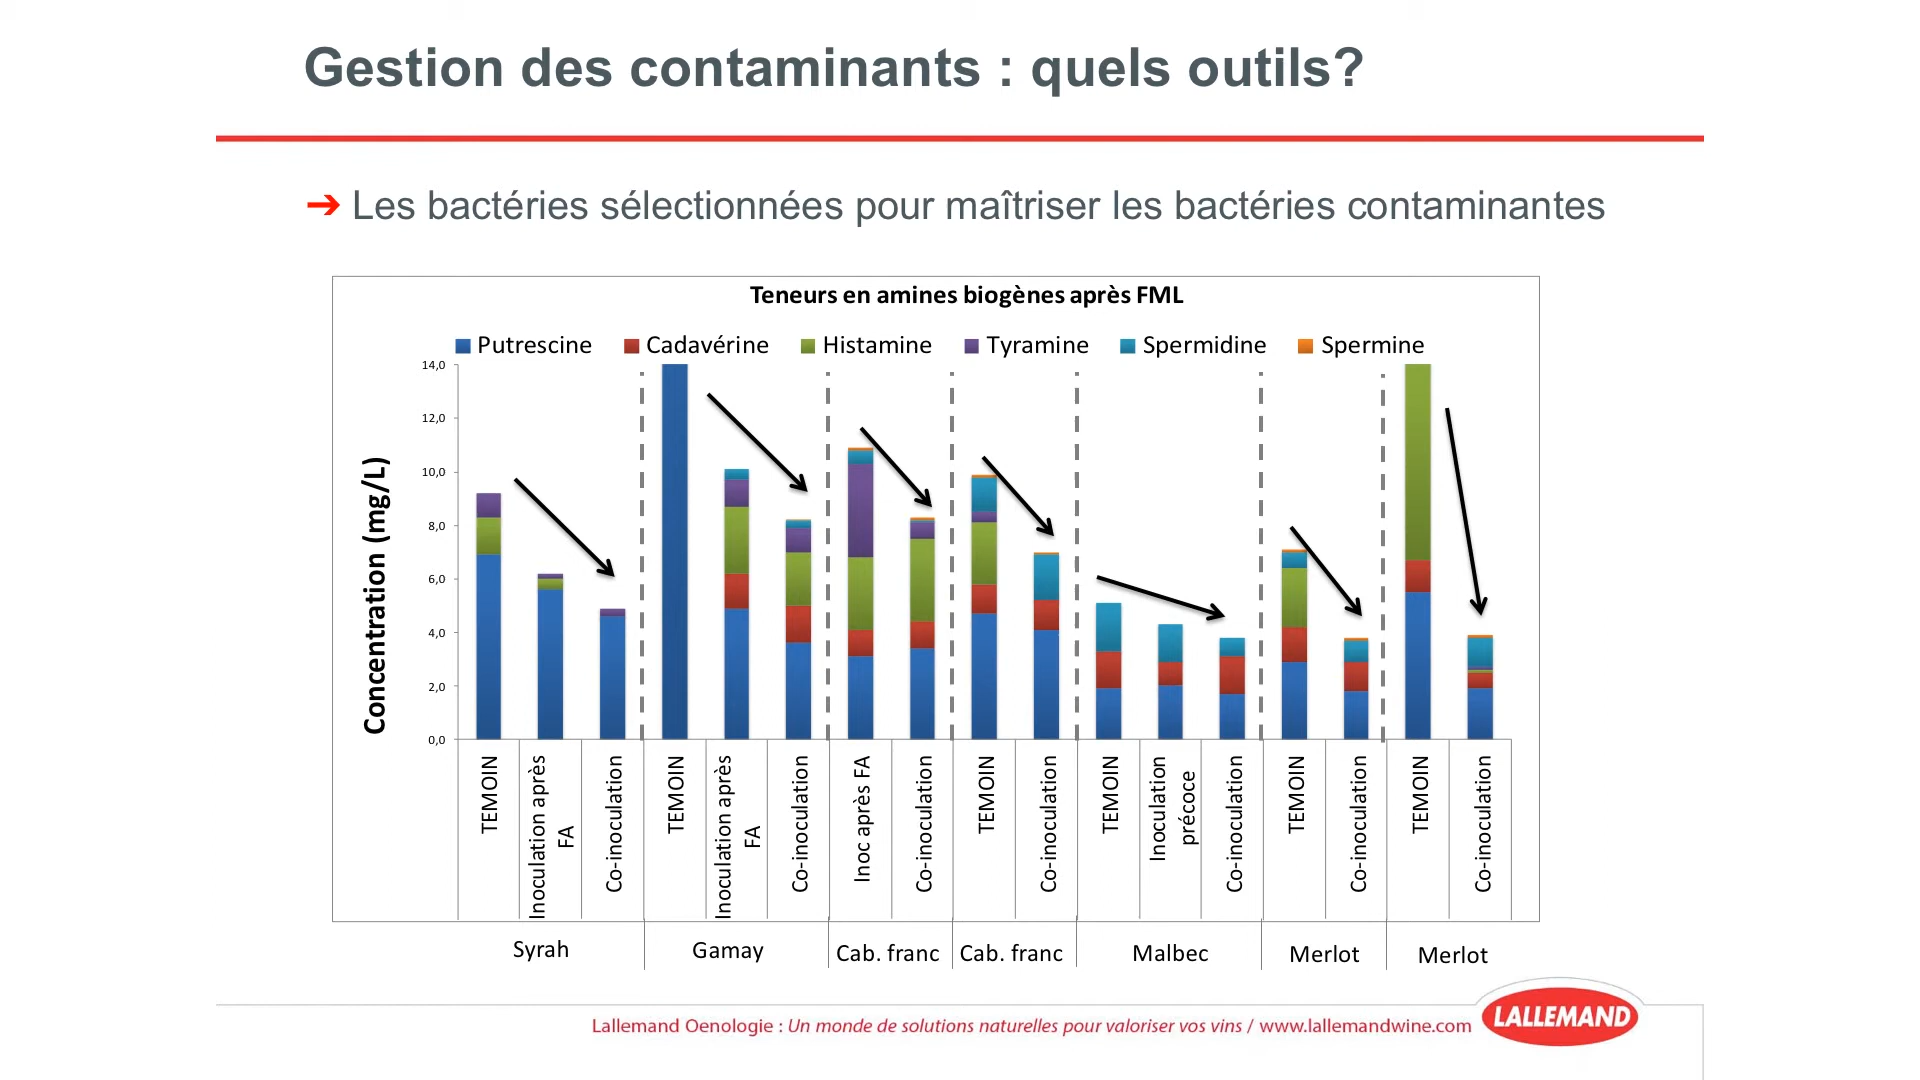 Gestion des contaminants : quels outils?
➔ Les bactéries sélectionnées pour maîtriser les bactéries contaminantes
Teneurs en amines biogènes après FML
Putrescine Cadavérine Histamine Tyramine Spermidine Spermine
Concentration (mg/L)
14,0
12,0
10,0
8,0
6,0
4,0
2,0
0,0
TEMOIN
Inoculation après
FA
Co-inoculation
TEMOIN
Inoculation après
FA
Co-inoculation
Inoc après FA
Co-inoculation
TEMOIN
Co-inoculation
TEMOIN
Inoculation
précoce
Co-inoculation
TEMOIN
Co-inoculation
TEMOIN
Co-inoculation
Syrah Gamay Cab. franc Cab. franc Malbec Merlot Merlot
Lallemand Oenologie : Un monde de solutions naturelles pour valoriser vos vins / www.lallemandwine.com
LALLEMAND